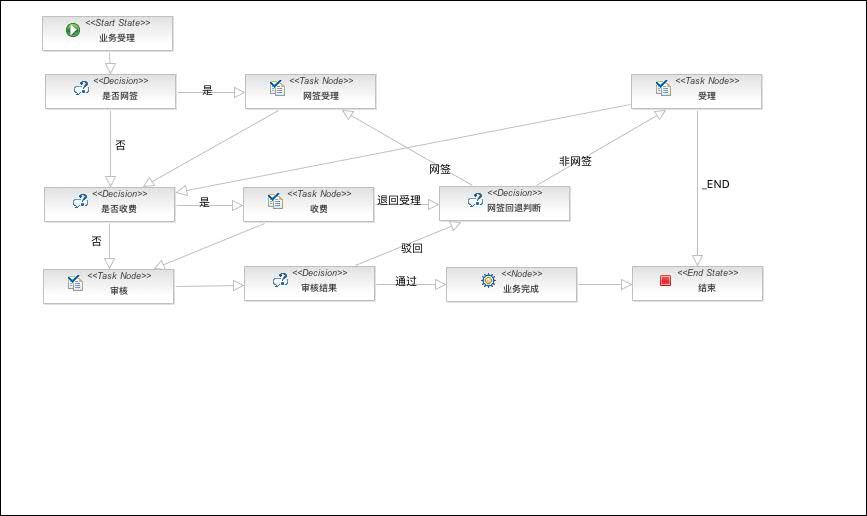 <<Start State>>
业务受理
<<Decision>>
是否网签
是
<<Task Node>>
网签受理
<<Task Node>>
受理
否
网签
非网签
_END
<<Decision>>
是否收费
是
<<Task Node>>
收费
退回受理
<<Decision>>
网签回退判断
否
驳回
<<Task Node>>
审核
<<Decision>>
审核结果
通过
<<Node>>
业务完成
<<End State>>
结束